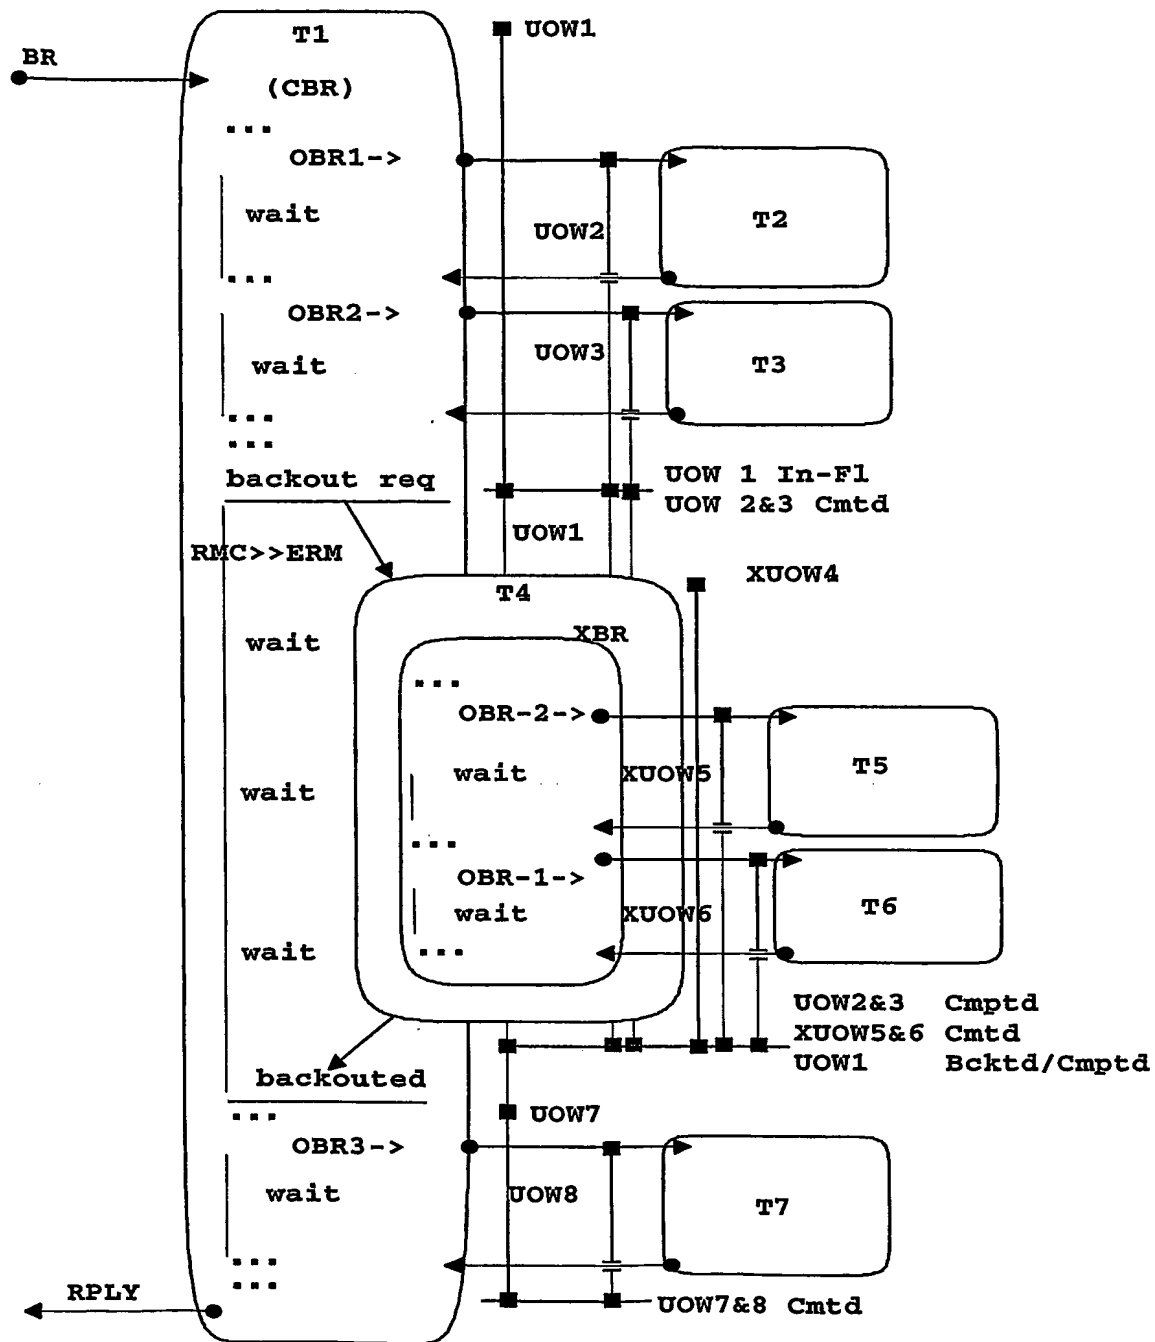 T1
UOW1
BR
(CBR)
...
OBR1->
wait
UOW2
T2
...
OBR2->
wait
UOW3
T3
...
...
backout req
UOW 1 In-Fl
UOW 2&3 Cmtd
UOW1
RMC>>ERM
T4
XUOW4
wait
XBR
...
OBR-2->
wait
XUOW5
T5
wait
...
OBR-1->
wait
XUOW6
T6
wait
...
UOW2&3 Cmptd
XUOW5&6 Cmtd
UOW1 Bcktd/Cmptd
backouted
...
UOW7
OBR3->
wait
UOW8
T7
...
...
RPLY
UOW7&8 Cmtd